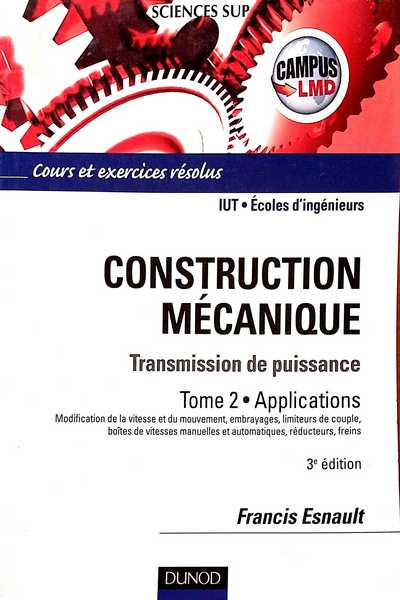 SCIENCES SUP
CAMPUS
LMD
Cours et exercices résolus
IUT • Écoles d'ingénieurs
CONSTRUCTION
MÉCANIQUE
Transmission de puissance
Tome 2 • Applications
Modification de la vitesse et du mouvement, embrayages, limiteurs de couple,
boîtes de vitesses manuelles et automatiques, réducteurs, freins
3e édition
Francis Esnault
DUNOD